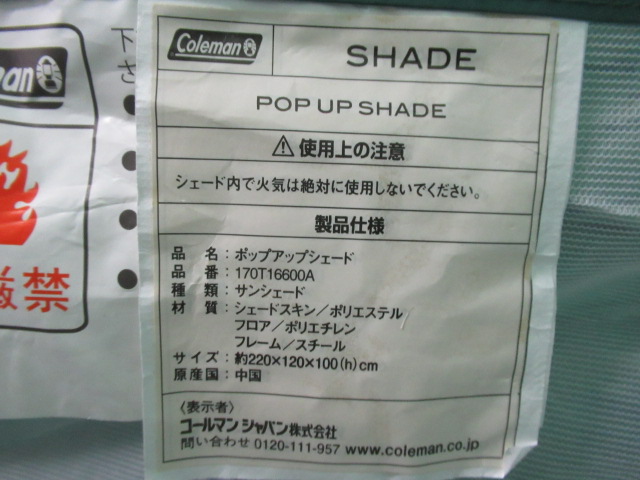 Coleman
SHADE
POP UP SHADE
⚠使用上の注意
シェード内で火気は絶対に使用しないでください。
製品仕様
品 名：ポップアップシェード
品 番：170T16600A
種 類：サンシェード
材 質：シェードスキン／ポリエステル
フロア／ポリエチレン
フレーム／スチール
サイズ：約220×120×100(h)cm
原産国：中国
〈表示者〉
コールマン ジャパン株式会社
問い合わせ 0120-111-957 www.coleman.co.jp
man
厳禁
下さ